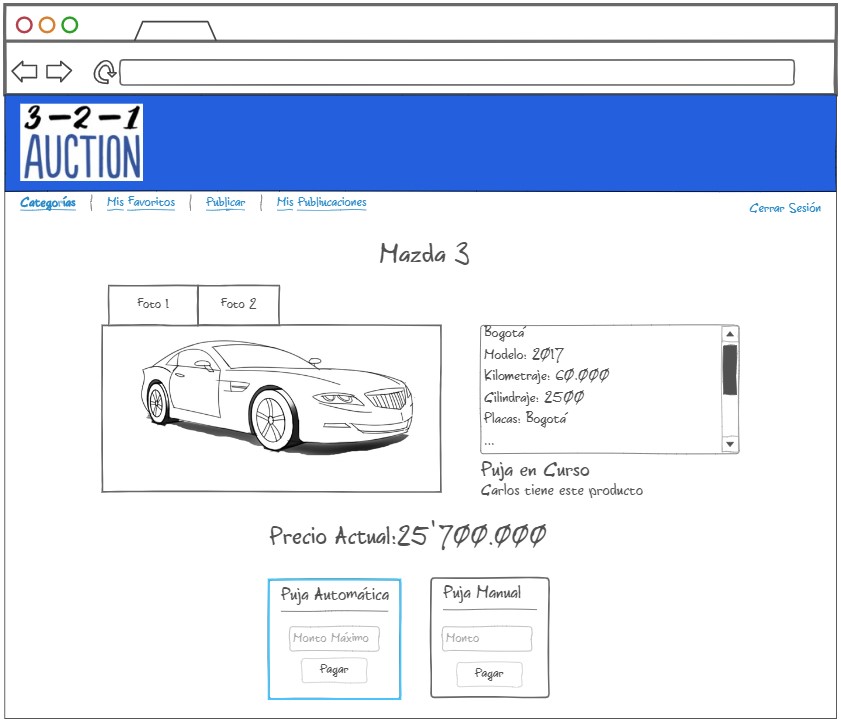 3-2-1
AUCTION
Categorías | Mis Favoritos | Publicar | Mis Publiucaciones
Cerrar Sesión
Mazda 3
Foto 1 Foto 2
Bogotá
Modelo: 2017
Kilometraje: 60.000
Cilindraje: 2500
Placas: Bogotá
...
Puja en Curso
Carlos tiene este producto
Precio Actual:25'700.000
Puja Automática
Monto Máximo
Pagar
Puja Manual
Monto
Pagar